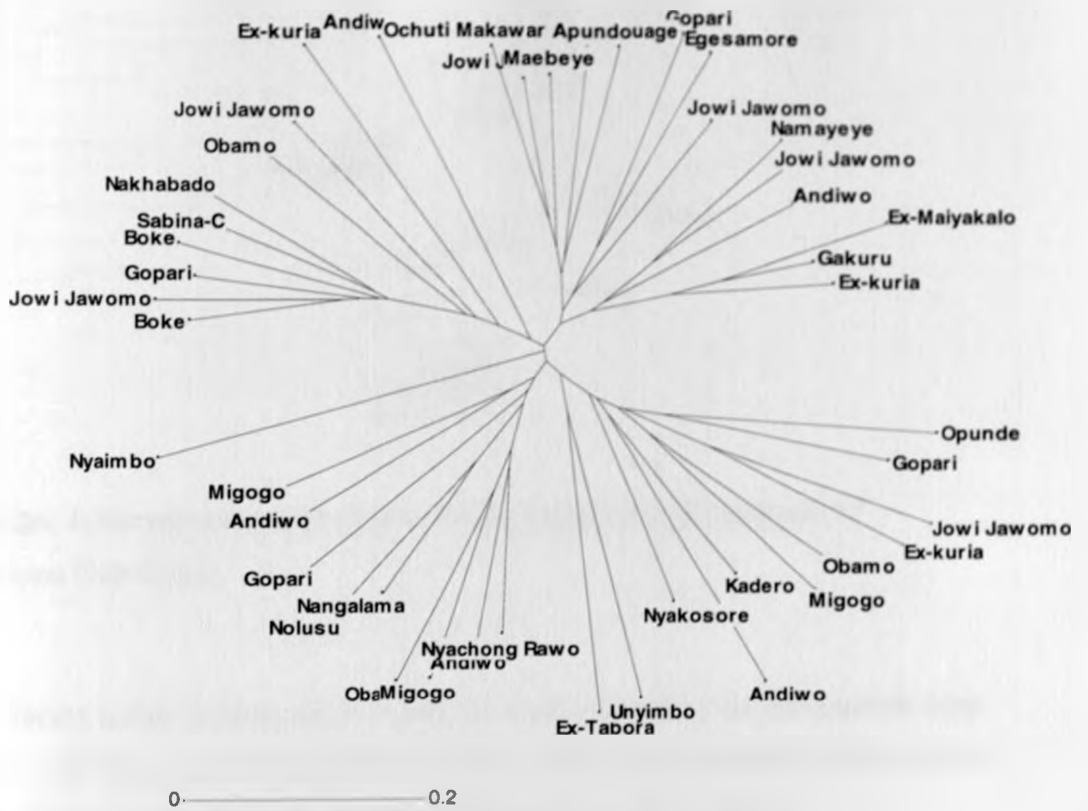 Gopari
Ex-kuria Andiw Ochuti Makawar Apundo uage Egesamore
Jowi J Maebeye
Jowi Jawomo Jowi Jawomo
Namayeye
Obamo Jowi Jawomo
Nakhabado Andiwo
Sabina-C Ex-Maiyakalo
Boke
Gopari Gakuru
Jowi Jawomo Ex-kuria
Boke
Opunde
Nyaimbo Gopari
Migogo
Andiwo Jowi Jawomo
Ex-kuria
Gopari Obamo
Nangalama Kadero Migogo
Nolusu Nyakosore
Nyachong Rawo
Andiwo
Oba Migogo Andiwo
Unyimbo
Ex-Tabora
0 0.2